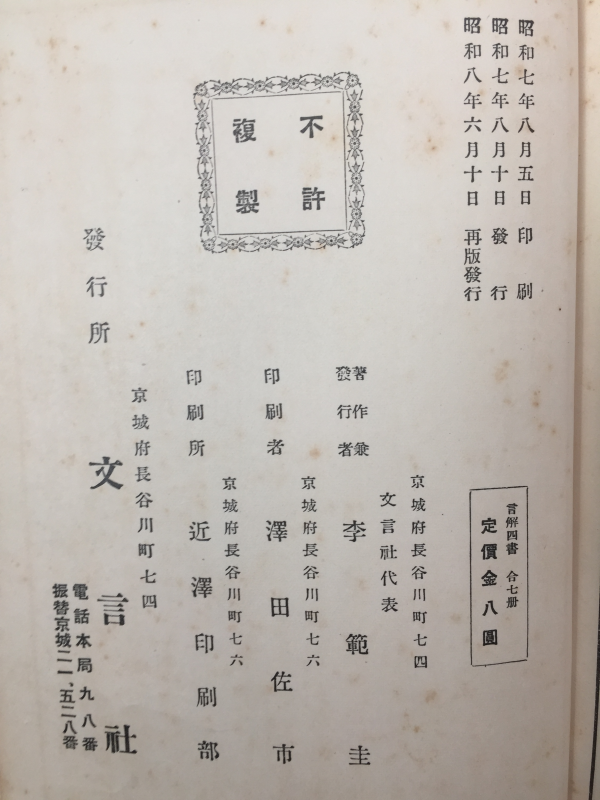 昭和七年八月五日 印刷
昭和七年八月十日 發行
昭和八年六月十日 再版發行
不許
複製
言解四書 合七册
定價金八圓
京城府長谷川町七四
文言社代表
著作兼
發行者 李範圭
京城府長谷川町七六
印刷者 澤田佐市
京城府長谷川町七六
印刷所 近澤印刷部
京城府長谷川町七四
發行所 文言社
電話本局九八番
振替京城二一、五二八番